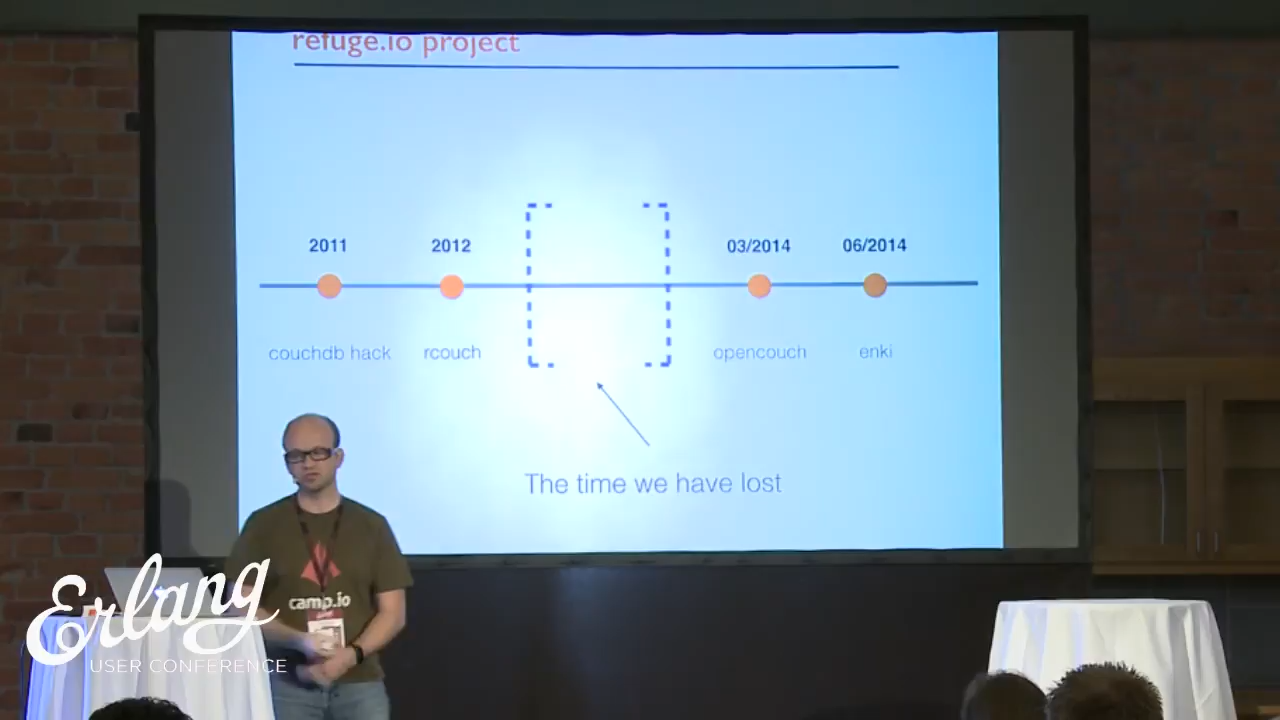 refuge.io project
2011
2012
03/2014
06/2014
couchdb hack
rcouch
opencouch
enki
The time we have lost
camp.io
Erlang
USER CONFERENCE